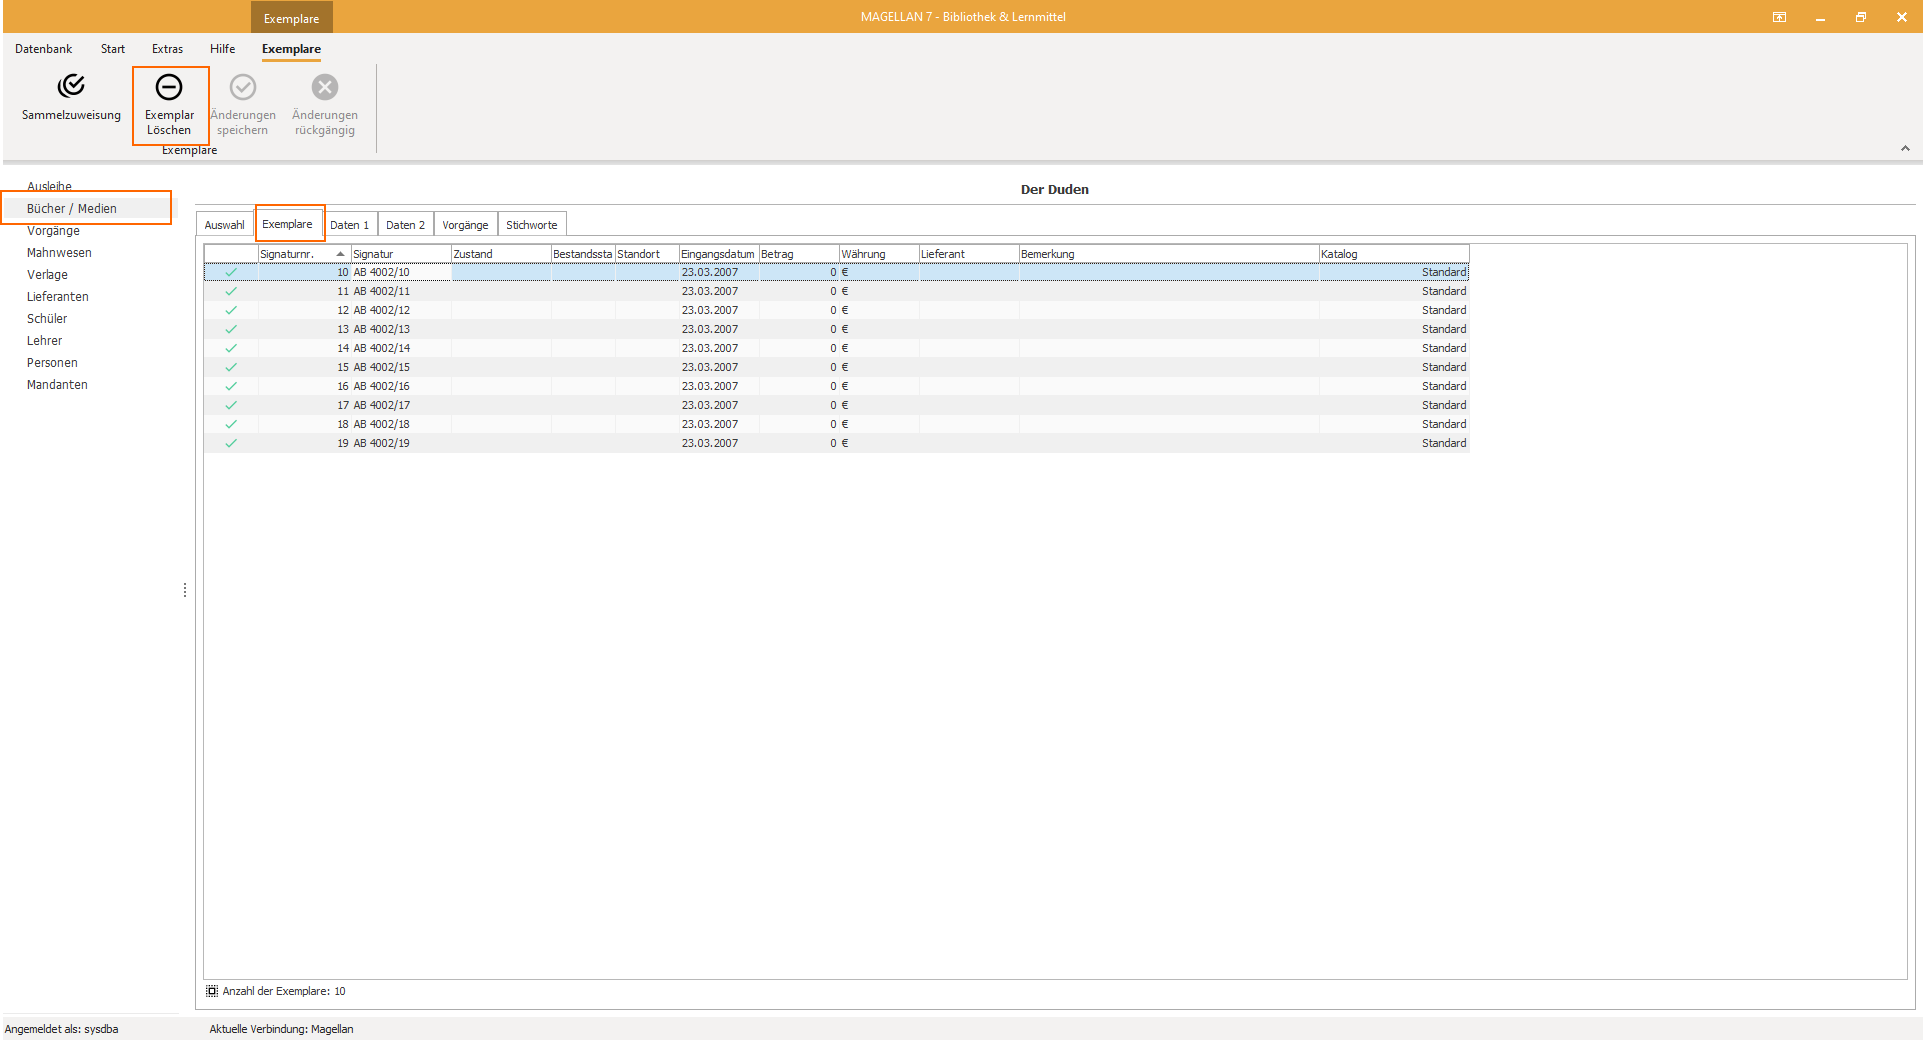 Exemplare
MAGELLAN 7 - Bibliothek & Lernmittel
Datenbank Start Extras Hilfe Exemplare
Sammelzuweisung
Exemplar Löschen
Änderungen speichern
Änderungen rückgängig
Exemplare
Ausleihe
Bücher / Medien
Vorgänge
Mahnwesen
Verlage
Lieferanten
Schüler
Lehrer
Personen
Mandanten
Der Duden
Auswahl Exemplare Daten 1 Daten 2 Vorgänge Stichworte
Signaturnr. Signatur Zustand Bestandssta Standort Eingangsdatum Betrag Währung Lieferant Bemerkung Katalog
10 AB 4002/10 23.03.2007 0 € Standard
11 AB 4002/11 23.03.2007 0 € Standard
12 AB 4002/12 23.03.2007 0 € Standard
13 AB 4002/13 23.03.2007 0 € Standard
14 AB 4002/14 23.03.2007 0 € Standard
15 AB 4002/15 23.03.2007 0 € Standard
16 AB 4002/16 23.03.2007 0 € Standard
17 AB 4002/17 23.03.2007 0 € Standard
18 AB 4002/18 23.03.2007 0 € Standard
19 AB 4002/19 23.03.2007 0 € Standard
Anzahl der Exemplare: 10
Angemeldet als: sysdba Aktuelle Verbindung: Magellan